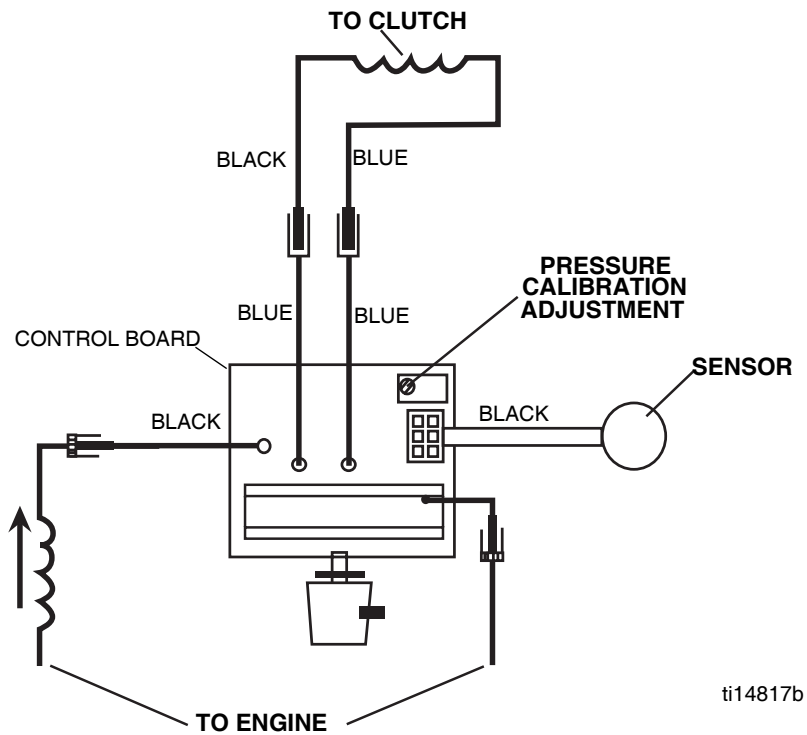 TO CLUTCH
BLACK
BLUE
PRESSURE
CALIBRATION
ADJUSTMENT
BLUE
BLUE
CONTROL BOARD
SENSOR
BLACK
BLACK
ti14817b
TO ENGINE